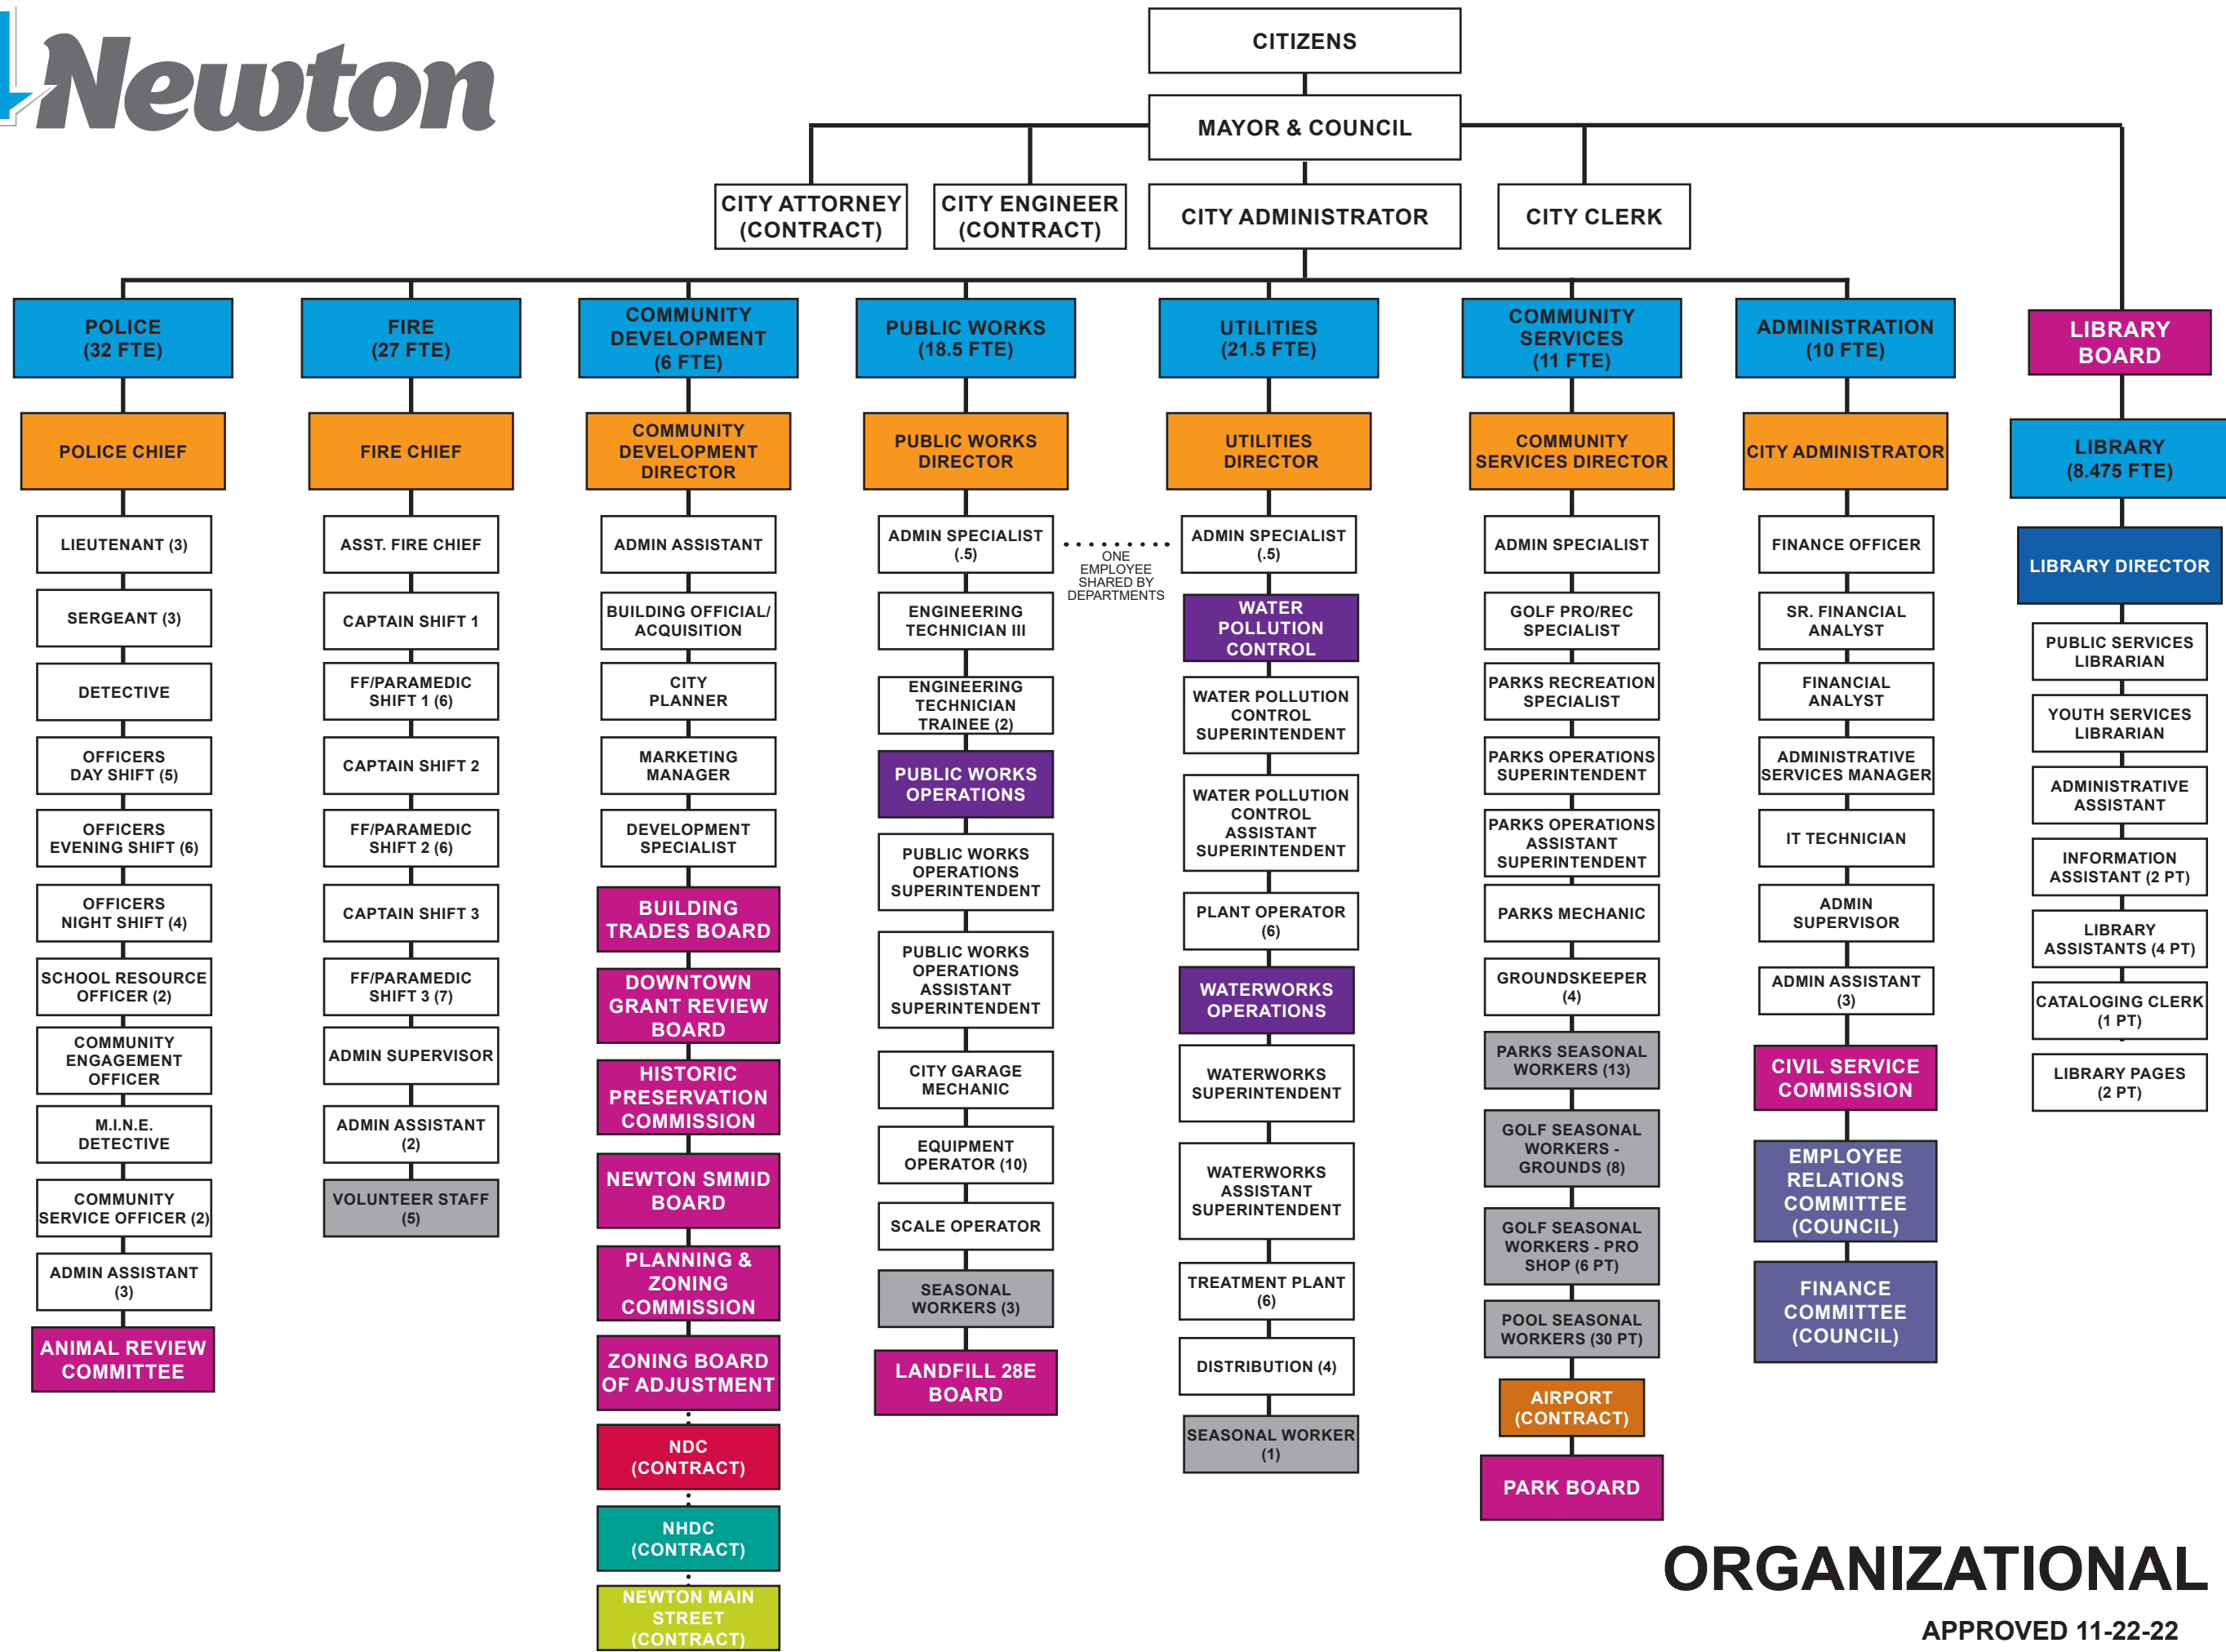 Newton
CITIZENS
MAYOR & COUNCIL
CITY ATTORNEY
(CONTRACT)
CITY ENGINEER
(CONTRACT)
CITY ADMINISTRATOR
CITY CLERK
POLICE
(32 FTE)
POLICE CHIEF
LIEUTENANT (3)
SERGEANT (3)
DETECTIVE
OFFICERS
DAY SHIFT (5)
OFFICERS
EVENING SHIFT (6)
OFFICERS
NIGHT SHIFT (4)
SCHOOL RESOURCE
OFFICER (2)
COMMUNITY
ENGAGEMENT
OFFICER
M.I.N.E.
DETECTIVE
COMMUNITY
SERVICE OFFICER (2)
ADMIN ASSISTANT
(3)
ANIMAL REVIEW
COMMITTEE
FIRE
(27 FTE)
FIRE CHIEF
ASST. FIRE CHIEF
CAPTAIN SHIFT 1
FF/PARAMEDIC
SHIFT 1 (6)
CAPTAIN SHIFT 2
FF/PARAMEDIC
SHIFT 2 (6)
CAPTAIN SHIFT 3
FF/PARAMEDIC
SHIFT 3 (7)
ADMIN SUPERVISOR
ADMIN ASSISTANT
(2)
VOLUNTEER STAFF
(5)
COMMUNITY
DEVELOPMENT
(6 FTE)
COMMUNITY
DEVELOPMENT
DIRECTOR
ADMIN ASSISTANT
BUILDING OFFICIAL/
ACQUISITION
CITY
PLANNER
MARKETING
MANAGER
DEVELOPMENT
SPECIALIST
BUILDING
TRADES BOARD
DOWNTOWN
GRANT REVIEW
BOARD
HISTORIC
PRESERVATION
COMMISSION
NEWTON SMMID
BOARD
PLANNING &
ZONING
COMMISSION
ZONING BOARD
OF ADJUSTMENT
NDC
(CONTRACT)
NHDC
(CONTRACT)
NEWTON MAIN
STREET
(CONTRACT)
PUBLIC WORKS
(18.5 FTE)
PUBLIC WORKS
DIRECTOR
ADMIN SPECIALIST
(.5)
ONE
EMPLOYEE
SHARED BY
DEPARTMENTS
ENGINEERING
TECHNICIAN III
ENGINEERING
TECHNICIAN
TRAINEE (2)
PUBLIC WORKS
OPERATIONS
PUBLIC WORKS
OPERATIONS
SUPERINTENDENT
PUBLIC WORKS
OPERATIONS
ASSISTANT
SUPERINTENDENT
CITY GARAGE
MECHANIC
EQUIPMENT
OPERATOR (10)
SCALE OPERATOR
SEASONAL
WORKERS (3)
LANDFILL 28E
BOARD
UTILITIES
(21.5 FTE)
UTILITIES
DIRECTOR
ADMIN SPECIALIST
(.5)
WATER
POLLUTION
CONTROL
WATER POLLUTION
CONTROL
SUPERINTENDENT
WATER POLLUTION
CONTROL
ASSISTANT
SUPERINTENDENT
PLANT OPERATOR
(6)
WATERWORKS
OPERATIONS
WATERWORKS
SUPERINTENDENT
WATERWORKS
ASSISTANT
SUPERINTENDENT
TREATMENT PLANT
(6)
DISTRIBUTION (4)
SEASONAL WORKER
(1)
COMMUNITY
SERVICES
(11 FTE)
COMMUNITY
SERVICES DIRECTOR
ADMIN SPECIALIST
GOLF PRO/REC
SPECIALIST
PARKS RECREATION
SPECIALIST
PARKS OPERATIONS
SUPERINTENDENT
PARKS OPERATIONS
ASSISTANT
SUPERINTENDENT
PARKS MECHANIC
GROUNDSKEEPER
(4)
PARKS SEASONAL
WORKERS (13)
GOLF SEASONAL
WORKERS -
GROUNDS (8)
GOLF SEASONAL
WORKERS - PRO
SHOP (6 PT)
POOL SEASONAL
WORKERS (30 PT)
AIRPORT
(CONTRACT)
PARK BOARD
ADMINISTRATION
(10 FTE)
CITY ADMINISTRATOR
FINANCE OFFICER
SR. FINANCIAL
ANALYST
FINANCIAL
ANALYST
ADMINISTRATIVE
SERVICES MANAGER
IT TECHNICIAN
ADMIN
SUPERVISOR
ADMIN ASSISTANT
(3)
CIVIL SERVICE
COMMISSION
EMPLOYEE
RELATIONS
COMMITTEE
(COUNCIL)
FINANCE
COMMITTEE
(COUNCIL)
LIBRARY
BOARD
LIBRARY
(8.475 FTE)
LIBRARY DIRECTOR
PUBLIC SERVICES
LIBRARIAN
YOUTH SERVICES
LIBRARIAN
ADMINISTRATIVE
ASSISTANT
INFORMATION
ASSISTANT (2 PT)
LIBRARY
ASSISTANTS (4 PT)
CATALOGING CLERK
(1 PT)
LIBRARY PAGES
(2 PT)
ORGANIZATIONAL
APPROVED 11-22-22